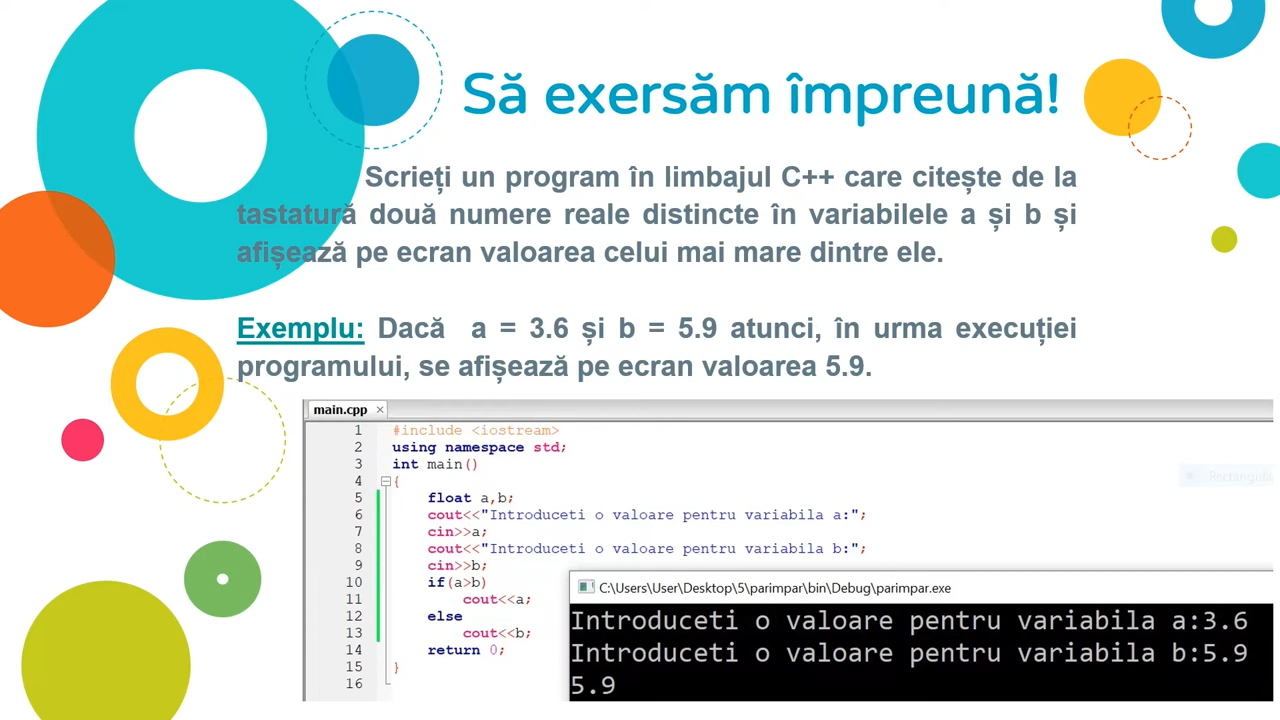 Să exersăm împreună!
Scrieți un program în limbajul C++ care citește de la
tastatură două numere reale distincte în variabilele a și b și
afișează pe ecran valoarea celui mai mare dintre ele.
Exemplu: Dacă a = 3.6 și b = 5.9 atunci, în urma execuției
programului, se afișează pe ecran valoarea 5.9.
main.cpp ×
1 #include <iostream>
2 using namespace std;
3 int main()
4 {
5 float a,b;
6 cout<<"Introduceti o valoare pentru variabila a:";
7 cin>>a;
8 cout<<"Introduceti o valoare pentru variabila b:";
9 cin>>b;
10 if(a>b)
11 cout<<a;
12 else
13 cout<<b;
14 return 0;
15 }
16
Rectangula
C:\Users\User\Desktop\5\parimpar\bin\Debug\parimpar.exe
Introduceti o valoare pentru variabila a:3.6
Introduceti o valoare pentru variabila b:5.9
5.9